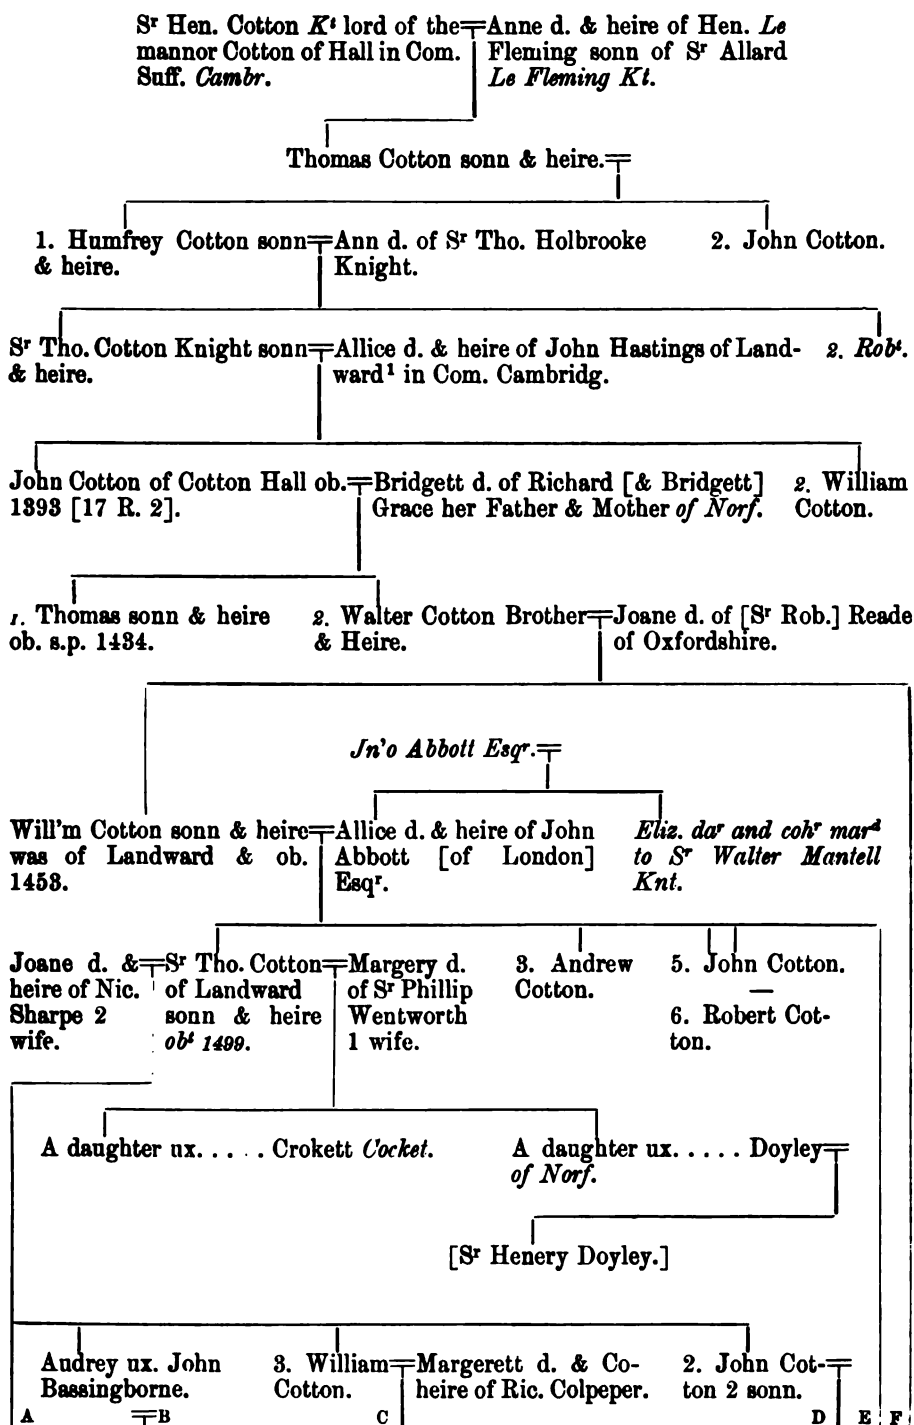 Sr Hen. Cotton Kt lord of the
mannor Cotton of Hall in Com.
Suff. Cambr.
Anne d. & heire of Hen. Le
Fleming sonn of Sr Allard
Le Fleming Kt.
Thomas Cotton sonn & heire.
1. Humfrey Cotton sonn
& heire.
Ann d. of Sr Tho. Holbrooke
Knight.
2. John Cotton.
Sr Tho. Cotton Knight sonn
& heire.
Allice d. & heire of John Hastings of Land-
ward1 in Com. Cambridg.
2. Robt.
John Cotton of Cotton Hall ob.
1393 [17 R. 2].
Bridgett d. of Richard [& Bridgett]
Grace her Father & Mother of Norf.
2. William
Cotton.
1. Thomas sonn & heire
ob. s.p. 1434.
2. Walter Cotton Brother
& Heire.
Joane d. of [Sr Rob.] Reade
of Oxfordshire.
Jn'o Abbott Esqr.
Will'm Cotton sonn & heire
was of Landward & ob.
1453.
Allice d. & heire of John
Abbott [of London]
Esqr.
Eliz. dar and cohr mard
to Sr Walter Mantell
Knt.
Joane d. &
heire of Nic.
Sharpe 2
wife.
Sr Tho. Cotton
of Landward
sonn & heire
obt 1499.
Margery d.
of Sr Phillip
Wentworth
1 wife.
3. Andrew
Cotton.
5. John Cotton.
—
6. Robert Cot-
ton.
A daughter ux. . . . . Crokett Cocket.
A daughter ux. . . . . Doyley
of Norf.
[Sr Henery Doyley.]
Audrey ux. John
Bassingborne.
3. William
Cotton.
Margerett d. & Co-
heire of Ric. Colpeper.
2. John Cot-
ton 2 sonn.
A B C D E F